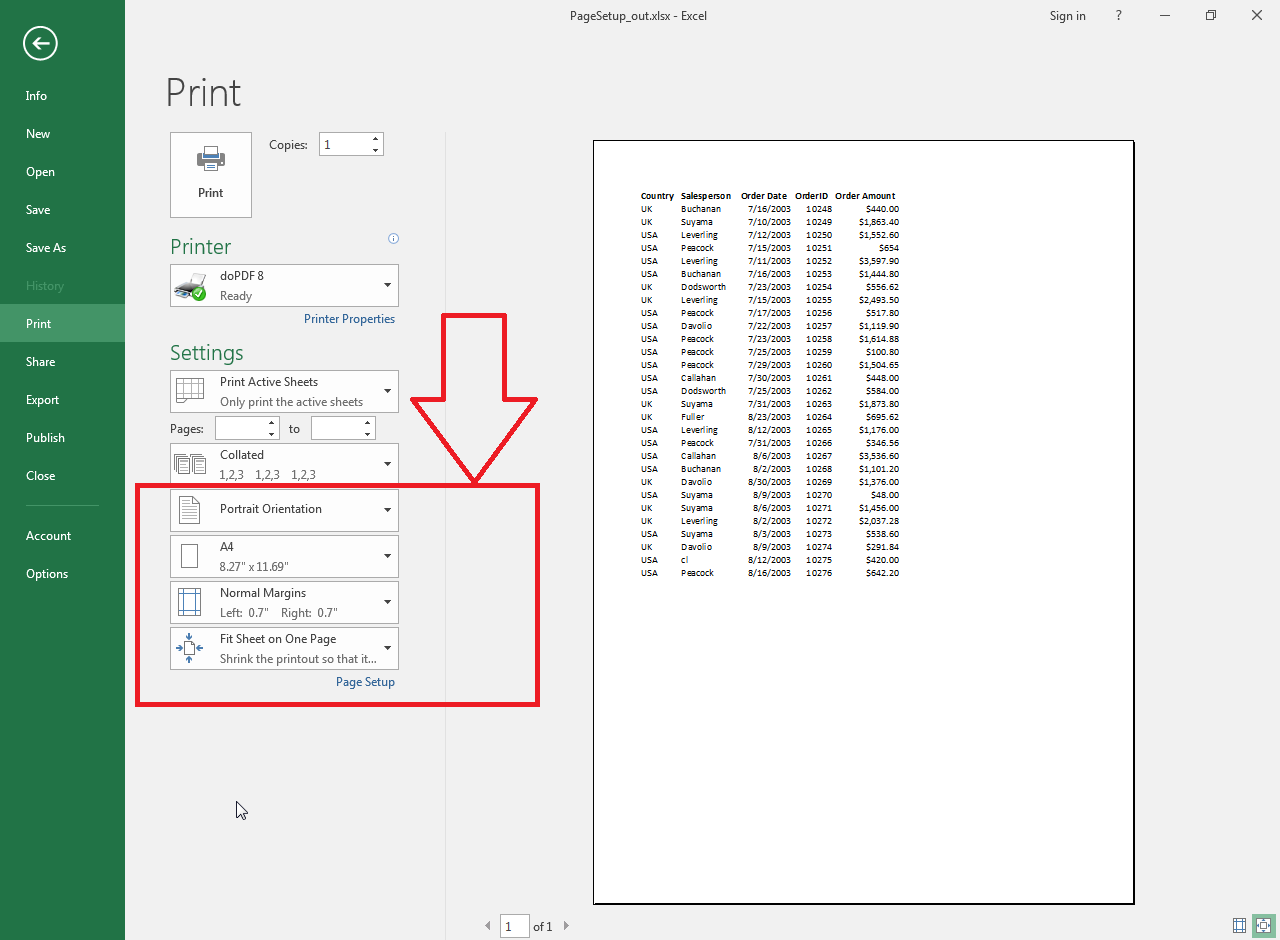 PageSetup_out.xlsx - Excel
Sign in
?
Info
New
Open
Save
Save As
History
Print
Share
Export
Publish
Close
Account
Options
Print
Print
Copies: 1
Printer
doPDF 8
Ready
Printer Properties
Settings
Print Active Sheets
Only print the active sheets
Pages: to
Collated
1,2,3 1,2,3 1,2,3
Portrait Orientation
A4
8.27" x 11.69"
Normal Margins
Left: 0.7" Right: 0.7"
Fit Sheet on One Page
Shrink the printout so that it...
Page Setup
Country Salesperson Order Date OrderID Order Amount
UK Buchanan 7/16/2003 10248 $440.00
UK Suyama 7/10/2003 10249 $1,863.40
USA Leverling 7/12/2003 10250 $1,552.60
USA Peacock 7/15/2003 10251 $654
USA Leverling 7/11/2003 10252 $3,597.90
USA Buchanan 7/16/2003 10253 $1,444.80
UK Dodsworth 7/23/2003 10254 $556.62
UK Leverling 7/15/2003 10255 $2,493.50
USA Peacock 7/17/2003 10256 $517.80
USA Davolio 7/22/2003 10257 $1,119.90
USA Peacock 7/23/2003 10258 $1,614.88
USA Peacock 7/25/2003 10259 $100.80
USA Peacock 7/29/2003 10260 $1,504.65
USA Callahan 7/30/2003 10261 $448.00
USA Dodsworth 7/25/2003 10262 $584.00
UK Suyama 7/31/2003 10263 $1,873.80
UK Fuller 8/23/2003 10264 $695.62
USA Leverling 8/12/2003 10265 $1,176.00
USA Peacock 7/31/2003 10266 $346.56
USA Callahan 8/6/2003 10267 $3,536.60
USA Buchanan 8/2/2003 10268 $1,101.20
UK Davolio 8/30/2003 10269 $1,376.00
USA Suyama 8/9/2003 10270 $48.00
UK Suyama 8/6/2003 10271 $1,456.00
UK Leverling 8/2/2003 10272 $2,037.28
USA Suyama 8/3/2003 10273 $538.60
UK Davolio 8/9/2003 10274 $291.84
USA cl 8/12/2003 10275 $420.00
USA Peacock 8/16/2003 10276 $642.20
1 of 1